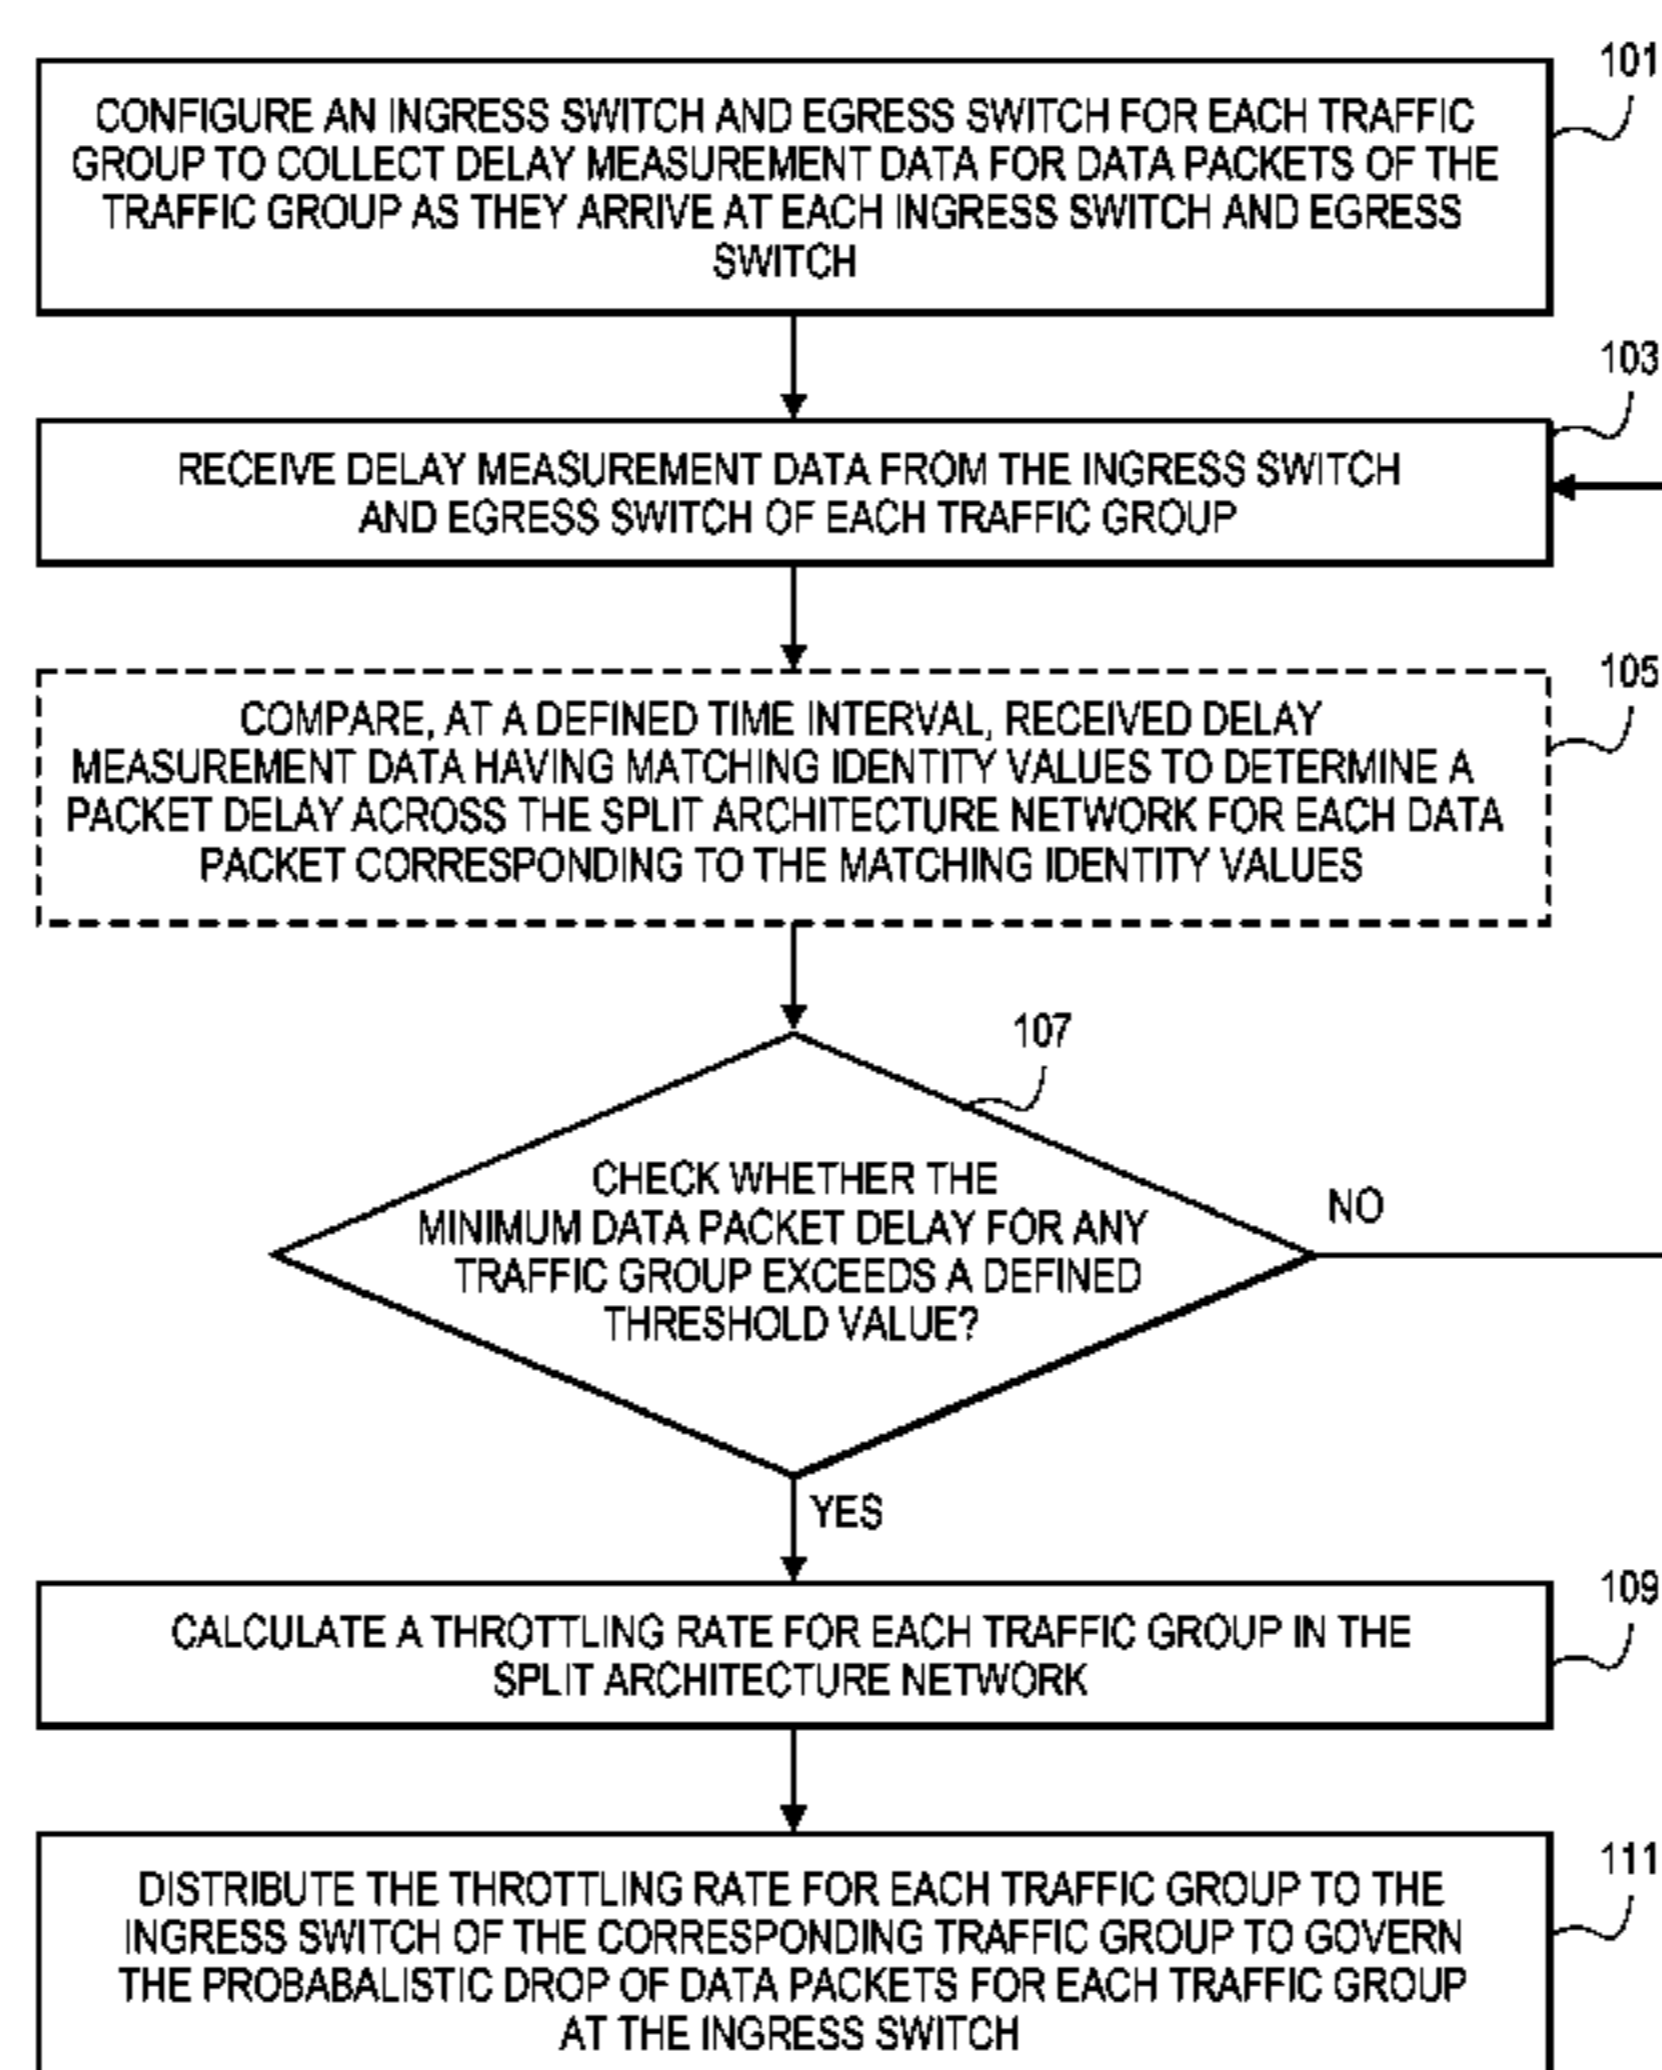 101
CONFIGURE AN INGRESS SWITCH AND EGRESS SWITCH FOR EACH TRAFFIC
GROUP TO COLLECT DELAY MEASUREMENT DATA FOR DATA PACKETS OF THE
TRAFFIC GROUP AS THEY ARRIVE AT EACH INGRESS SWITCH AND EGRESS
SWITCH
103
RECEIVE DELAY MEASUREMENT DATA FROM THE INGRESS SWITCH
AND EGRESS SWITCH OF EACH TRAFFIC GROUP
105
COMPARE, AT A DEFINED TIME INTERVAL, RECEIVED DELAY
MEASUREMENT DATA HAVING MATCHING IDENTITY VALUES TO DETERMINE A
PACKET DELAY ACROSS THE SPLIT ARCHITECTURE NETWORK FOR EACH DATA
PACKET CORRESPONDING TO THE MATCHING IDENTITY VALUES
107
CHECK WHETHER THE
MINIMUM DATA PACKET DELAY FOR ANY
TRAFFIC GROUP EXCEEDS A DEFINED
THRESHOLD VALUE?
NO
YES
109
CALCULATE A THROTTLING RATE FOR EACH TRAFFIC GROUP IN THE
SPLIT ARCHITECTURE NETWORK
111
DISTRIBUTE THE THROTTLING RATE FOR EACH TRAFFIC GROUP TO THE
INGRESS SWITCH OF THE CORRESPONDING TRAFFIC GROUP TO GOVERN
THE PROBABALISTIC DROP OF DATA PACKETS FOR EACH TRAFFIC GROUP
AT THE INGRESS SWITCH